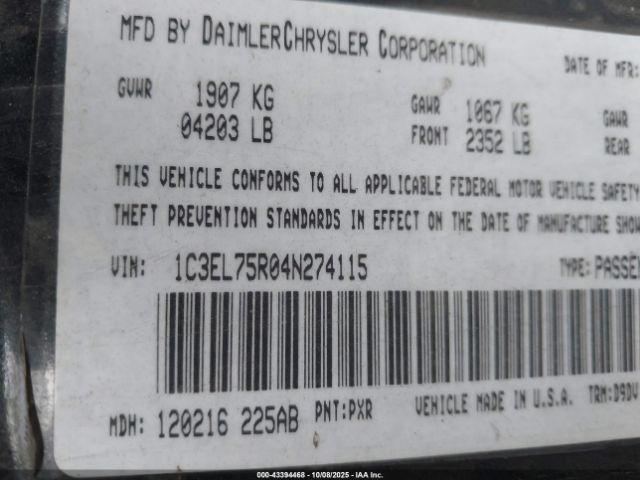 MFD BY DAIMLERCHRYSLER CORPORATION DATE OF MFR:
GVWR 1907 KG GAWR 1067 KG GAWR
04203 LB FRONT 2352 LB REAR
THIS VEHICLE CONFORMS TO ALL APPLICABLE FEDERAL MOTOR VEHICLE SAFETY
THEFT PREVENTION STANDARDS IN EFFECT ON THE DATE OF MANUFACTURE SHOW
VIN: 1C3EL75R04N274115 TYPE: PASSEN
MDH: 120216 225AB PNT:PXR VEHICLE MADE IN U.S.A. TRM:D9DV
000-43394468 - 10/08/2025 - IAA Inc.